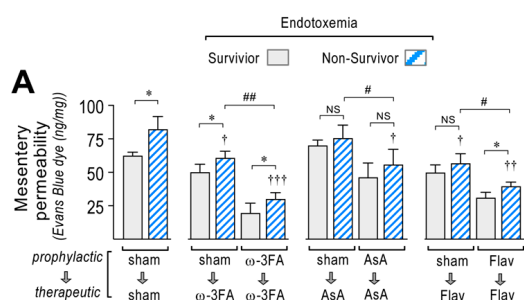 Endotoxemia
Survivior Non-Survivor
A
Mesentery permeability
(Evans Blue dye (ng/mg))
100
75
50
25
* * † ## * ††† NS # NS † NS † # * ††
prophylactic sham sham ω-3FA sham AsA sham Flav
therapeutic sham ω-3FA ω-3FA AsA AsA Flav Flav